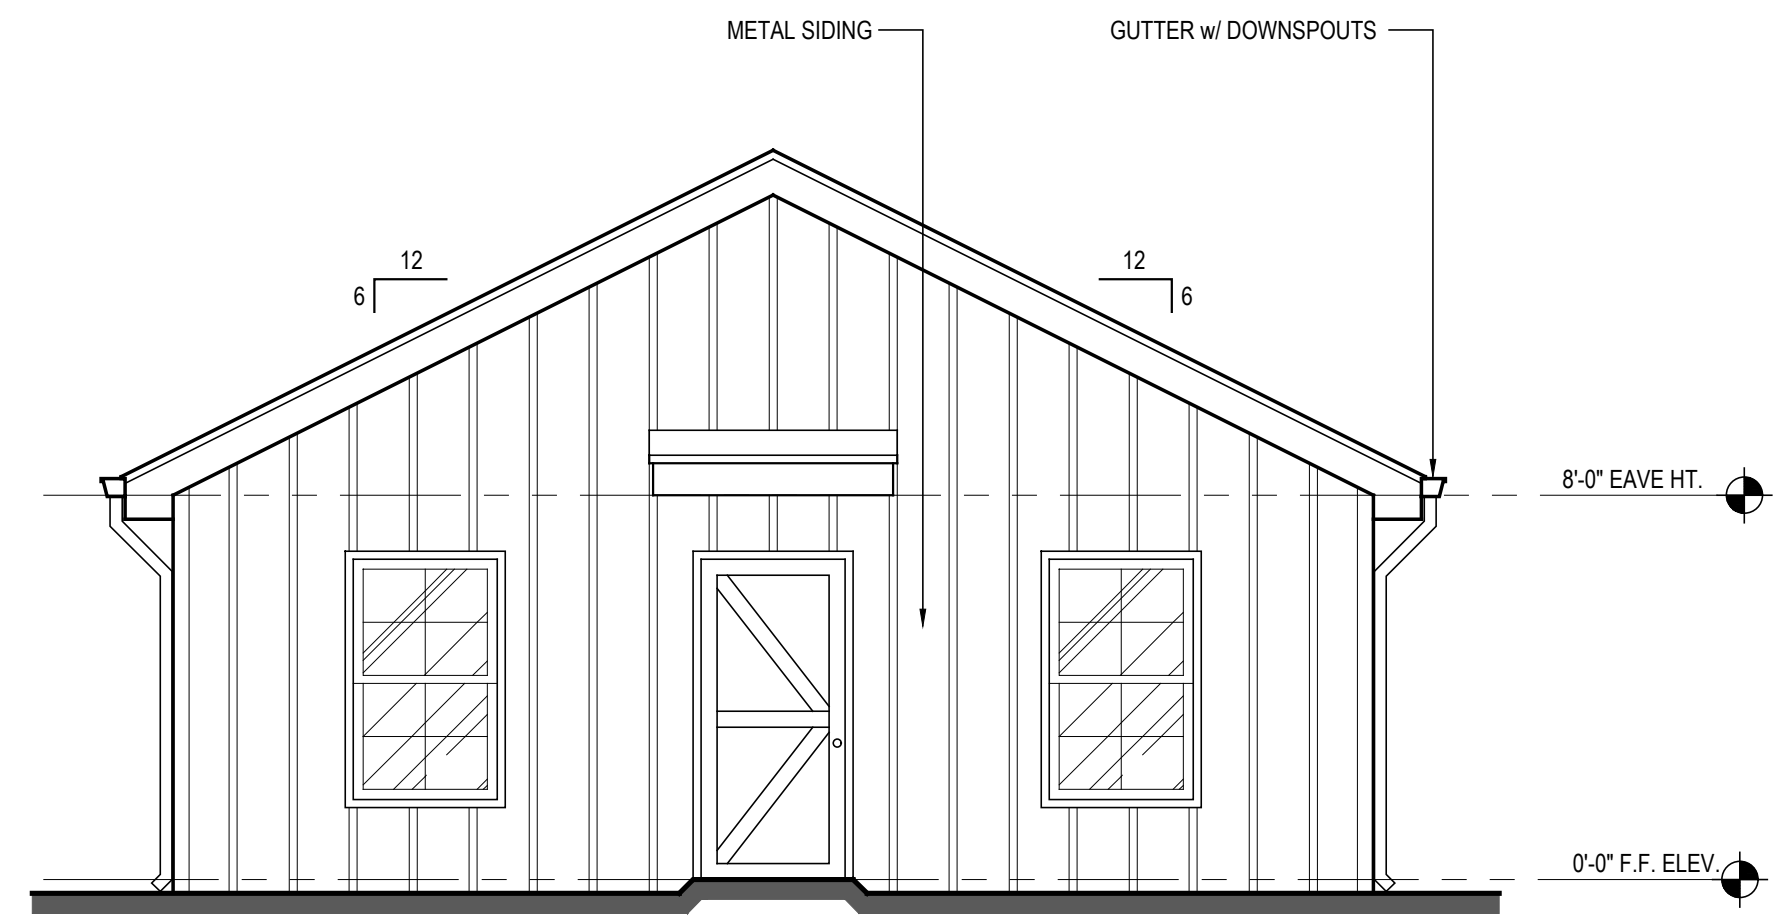 METAL SIDING
GUTTER w/ DOWNSPOUTS
12
6
12
6
8'-0" EAVE HT.
0'-0" F.F. ELEV.